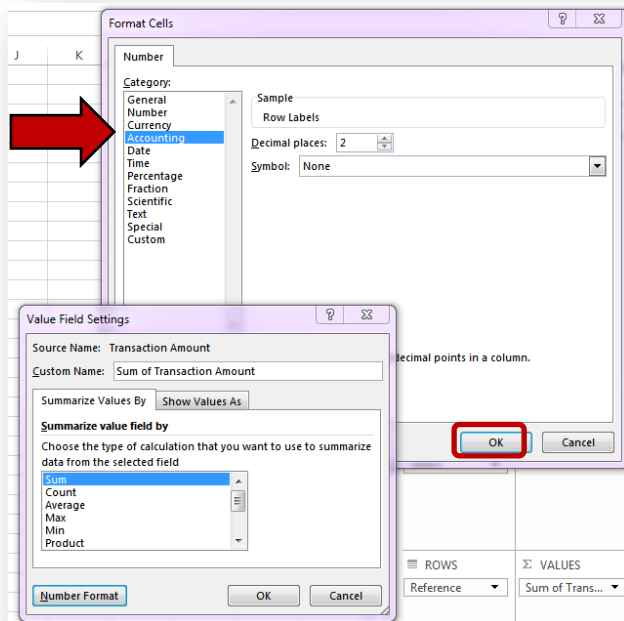 Format Cells
J K
Number
Category:
General
Number
Currency
Accounting
Date
Time
Percentage
Fraction
Scientific
Text
Special
Custom
Sample
Row Labels
Decimal places: 2
Symbol: None
decimal points in a column.
OK Cancel
Value Field Settings
Source Name: Transaction Amount
Custom Name: Sum of Transaction Amount
Summarize Values By Show Values As
Summarize value field by
Choose the type of calculation that you want to use to summarize
data from the selected field
Sum
Count
Average
Max
Min
Product
Number Format OK Cancel
ROWS Σ VALUES
Reference Sum of Trans...